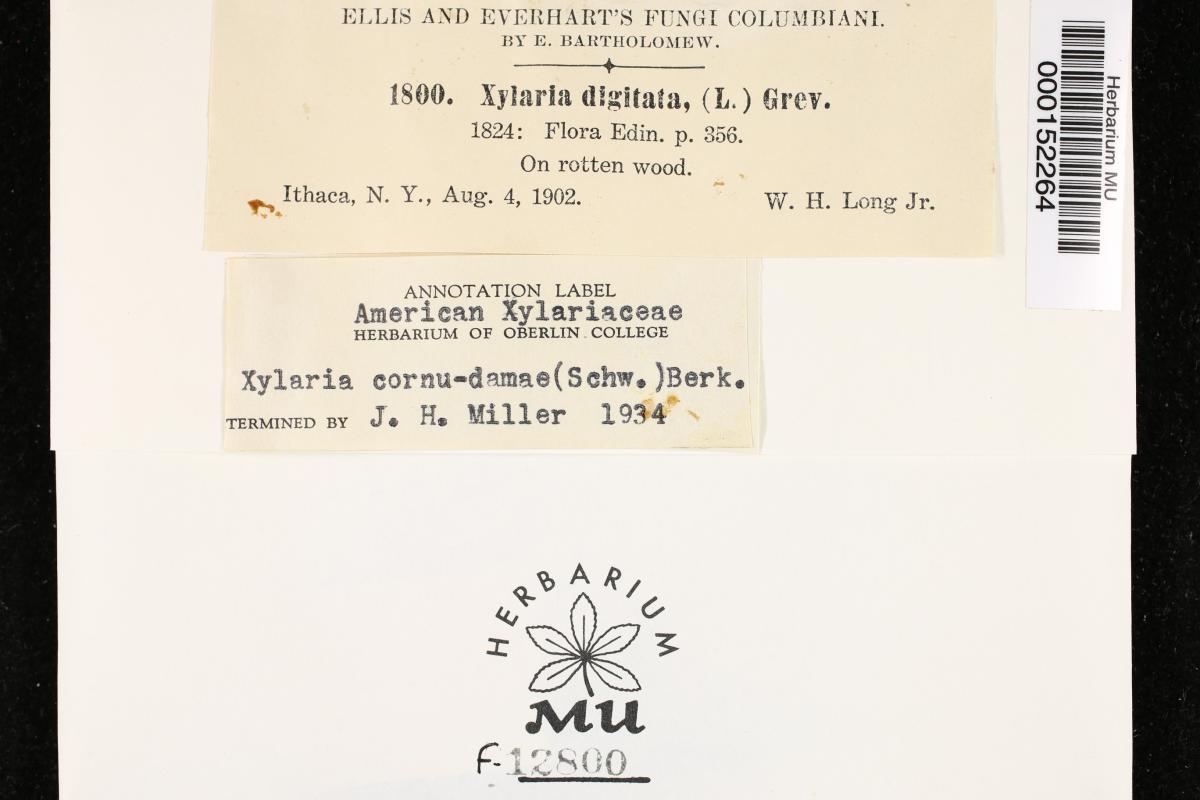 ELLIS AND EVERHART'S FUNGI COLUMBIANI.
BY E. BARTHOLOMEW.
1800. Xylaria digitata, (L.) Grev.
1824: Flora Edin. p. 356.
On rotten wood.
Ithaca, N. Y., Aug. 4, 1902. W. H. Long Jr.
Herbarium MU
000152264
ANNOTATION LABEL
American Xylariaceae
HERBARIUM OF OBERLIN COLLEGE
Xylaria cornu-damae(Schw.)Berk.
TERMINED BY J. H. Miller 1934
HERBARIUM
MU
F-12800